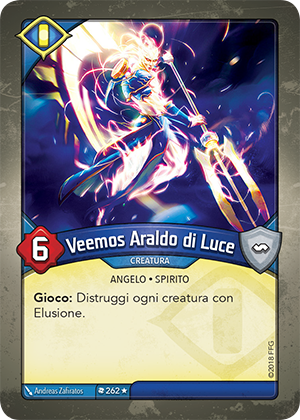 6
Veemos Araldo di Luce
CREATURA
ANGELO • SPIRITO
Gioco: Distruggi ogni creatura con
Elusione.
Andreas Zafiratos
262
©2018 FFG